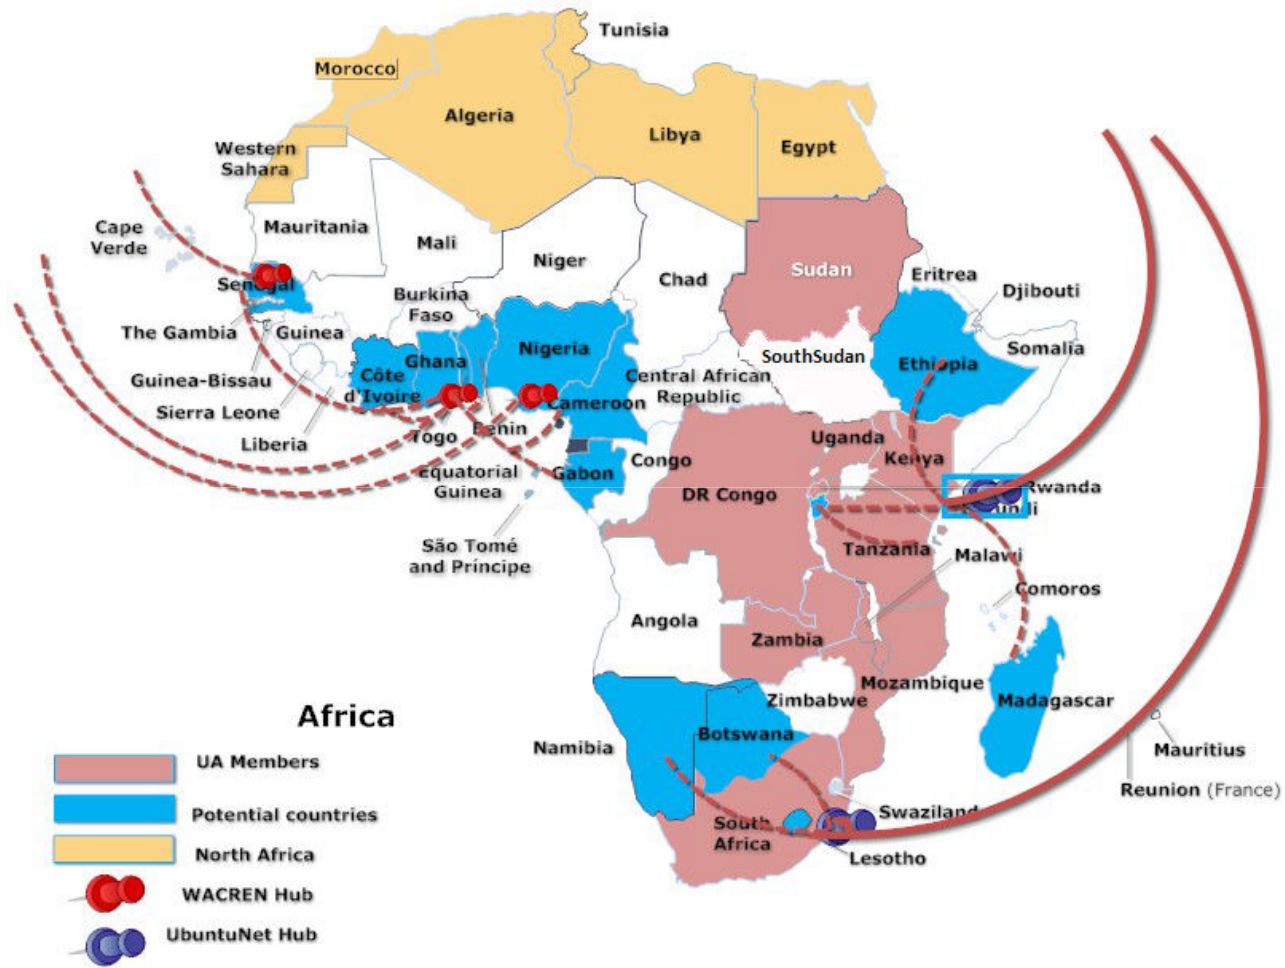 Tunisia
Morocco
Algeria
Libya
Egypt
Western
Sahara
Cape
Verde
Mauritania
Mali
Niger
Chad
Sudan
Eritrea
Djibouti
Senegal
Burkina
Faso
The Gambia
Guinea
Ghana
Nigeria
SouthSudan
Ethiopia
Somalia
Guinea-Bissau
Côte
d'Ivoire
Central African
Republic
Cameroon
Sierra Leone
Liberia
Togo
Benin
Uganda
Kenya
Equatorial
Guinea
Gabon
Congo
DR Congo
Rwanda
Burundi
São Tomé
and Príncipe
Tanzania
Malawi
Comoros
Angola
Zambia
Mozambique
Zimbabwe
Madagascar
Africa
Namibia
Botswana
Mauritius
Reunion (France)
UA Members
Potential countries
North Africa
WACREN Hub
UbuntuNet Hub
South
Africa
Swaziland
Lesotho